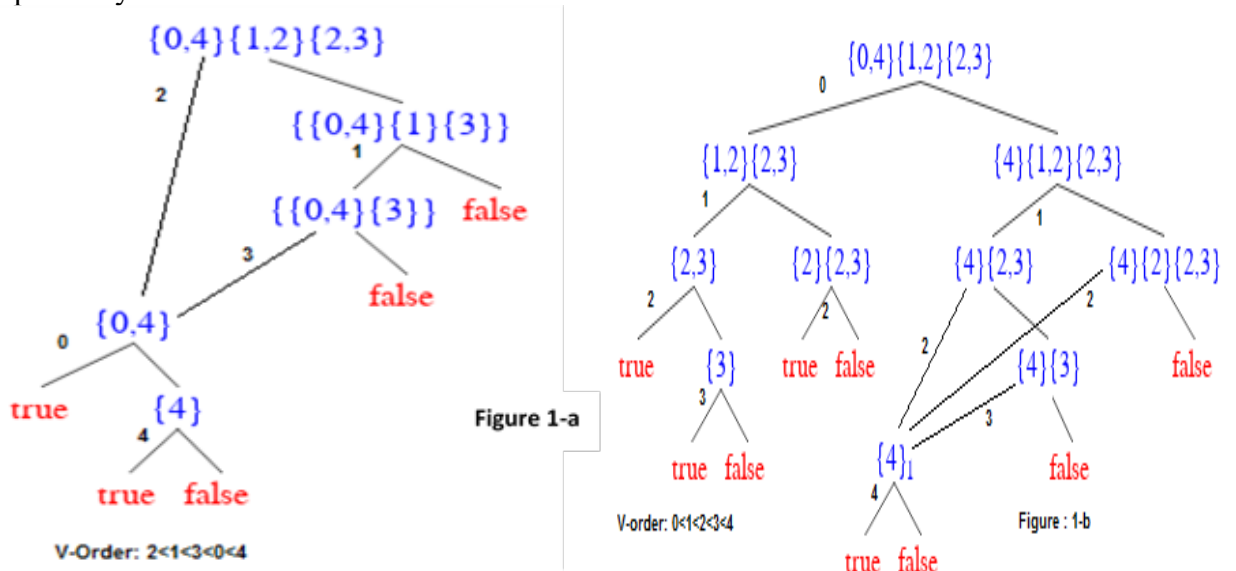 {0,4}{1,2}{2,3}
2
{{0,4}{1}{3}}
1
{{0,4}{3}} false
3
false
{0,4}
0
true {4}
4
true false
V-Order: 2<1<3<0<4
Figure 1-a
{0,4}{1,2}{2,3}
0
{1,2}{2,3} {4}{1,2}{2,3}
1 1
{2,3} {2}{2,3} {4}{2,3} {4}{2}{2,3}
2 2 2 2
true {3} true false {4}{3} false
3 3
true false {4}1 false
4
V-order: 0<1<2<3<4 Figure : 1-b
true false